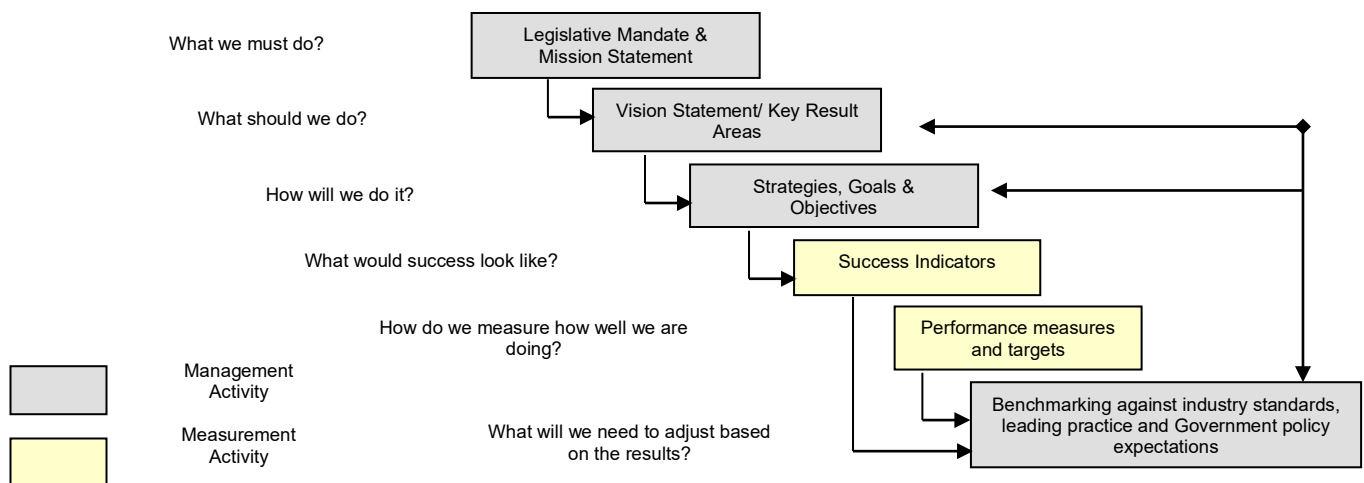 What we must do?
Legislative Mandate &
Mission Statement
What should we do?
Vision Statement/ Key Result
Areas
How will we do it?
Strategies, Goals &
Objectives
What would success look like?
Success Indicators
How do we measure how well we are
doing?
Performance measures
and targets
Management
Activity
Benchmarking against industry standards,
leading practice and Government policy
expectations
Measurement
Activity
What will we need to adjust based
on the results?